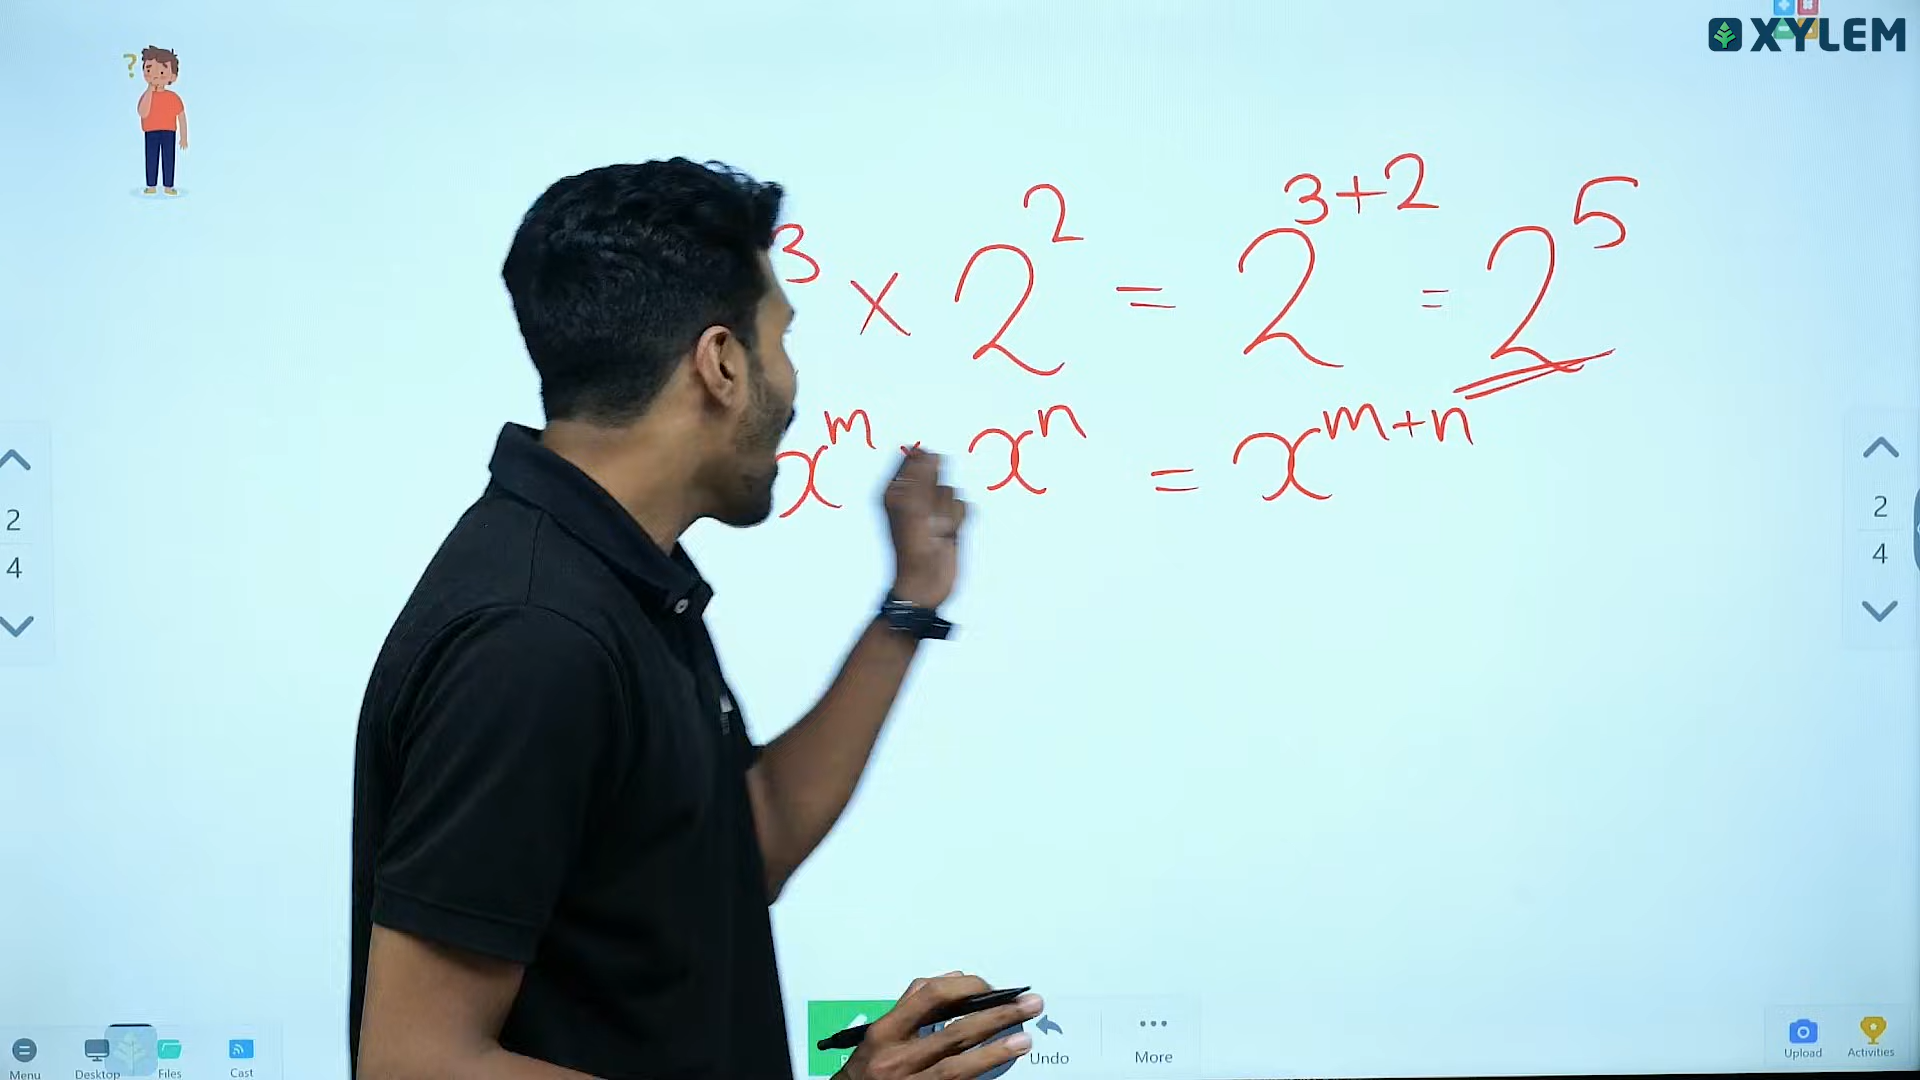 XYLEM
?
3 × 2² = 2³⁺² = 2⁵
xᵐ × xⁿ = xᵐ⁺ⁿ
2
4
2
4
Menu
Desktop
Files
Cast
Undo
More
Upload
Activities